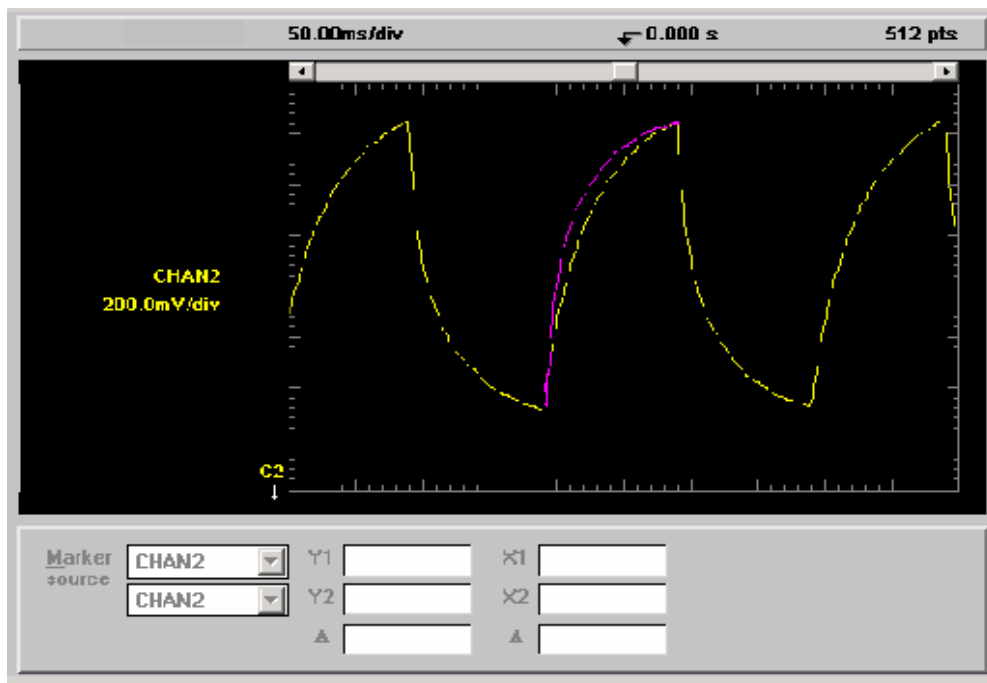 50.00ms/div 0.000 s 512 pts
CHAN2
200.0mV/div
C2
Marker source CHAN2 Y1 X1
CHAN2 Y2 X2
Δ Δ